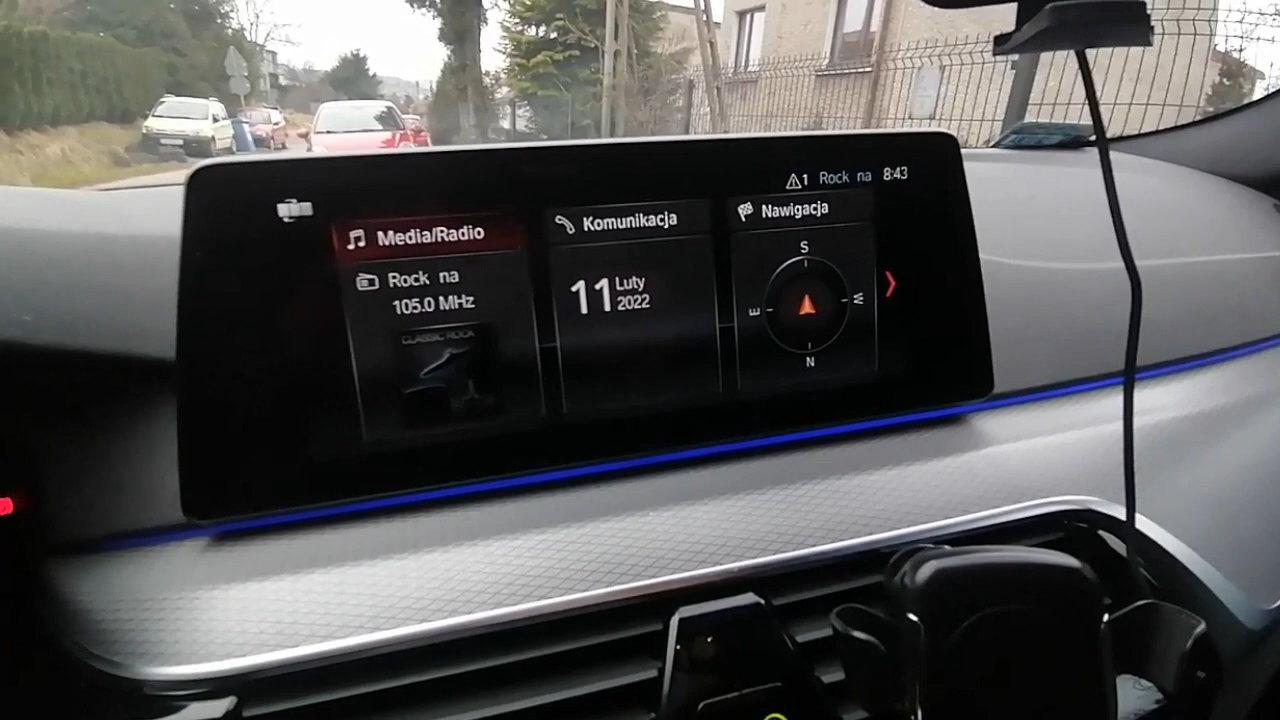 1 Rock na 8:43
Media/Radio
Rock na
105.0 MHz
CLASSIC ROCK
Komunikacja
11 Luty
2022
Nawigacja
S
E W
N